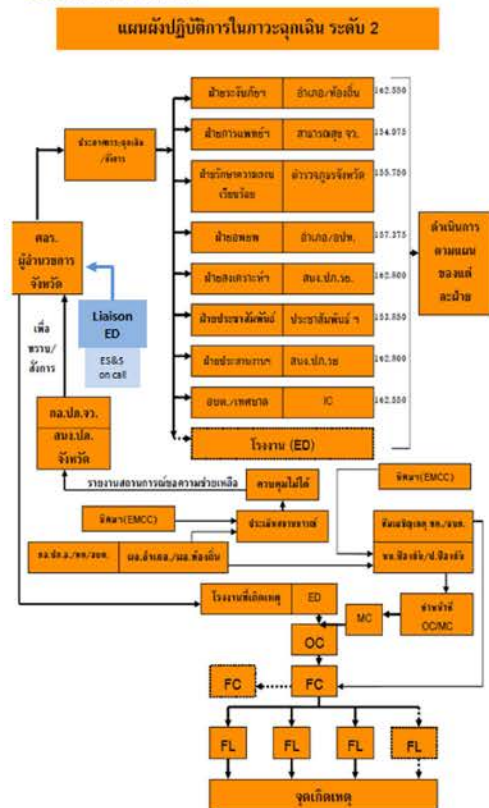 แผนผังปฏิบัติการในภาวะฉุกเฉิน ระดับ 2
ฝ่ายระงับภัยฯ อำเภอ/ท้องถิ่น 162.550
ประกาศภาวะฉุกเฉิน
/สั่งการ
ฝ่ายการแพทย์ฯ สาธารณสุข จว. 154.975
ฝ่ายรักษาความสงบ
เรียบร้อย
ตำรวจภูธรจังหวัด
ศอร.
ผู้อำนวยการ
จังหวัด
ฝ่ายอพยพ อำเภอ/อปท. 157.375
ดำเนินการ
ตามแผน
ของแต่
ละฝ่าย
ฝ่ายสงเคราะห์ฯ สนง.ปภ.รย. 162.800
Liaison
ED
ES&S
on call
เพื่อ
ทราบ/
สั่งการ
ฝ่ายประชาสัมพันธ์ ประชาสัมพันธ์ ฯ
ฝ่ายประสานงานฯ สนง.ปภ.รย 162.800
อบต./เทศบาล IC 162.550
โรงงาน (ED)
สนง.ปภ.
จังหวัด
รายงานสถานการณ์ขอความช่วยเหลือ
ควบคุมไม่ได้
นิคมฯ(EMCC)
นิคมฯ(EMCC)
ประเมินสถานการณ์
ผอ.อำเภอ./ผอ.ท้องถิ่น
โรงงานที่เกิดเหตุ ED
MC
OC/MC
OC
FC
FC
FL
FL
FL
FL
จุดเกิดเหตุ